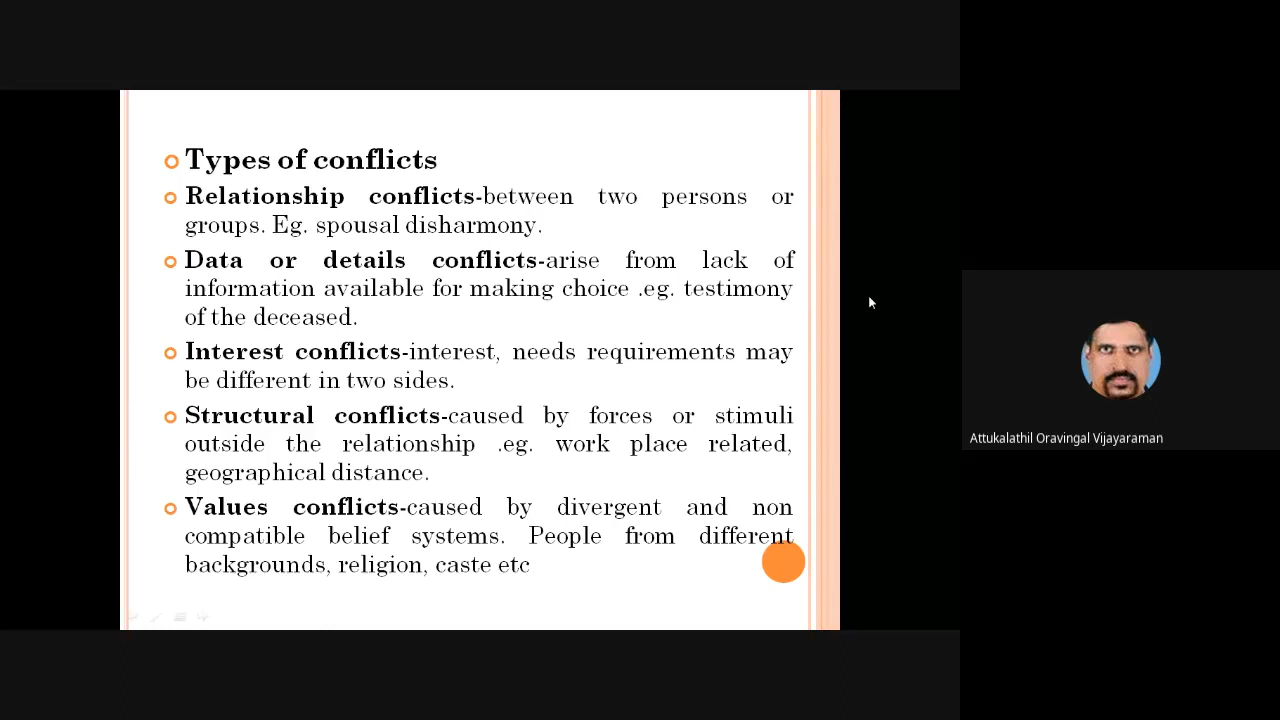 Types of conflicts
Relationship conflicts-between two persons or
groups. Eg. spousal disharmony.
Data or details conflicts-arise from lack of
information available for making choice .eg. testimony
of the deceased.
Interest conflicts-interest, needs requirements may
be different in two sides.
Structural conflicts-caused by forces or stimuli
outside the relationship .eg. work place related,
geographical distance.
Values conflicts-caused by divergent and non
compatible belief systems. People from different
backgrounds, religion, caste etc
Attukalathil Oravingal Vijayaraman